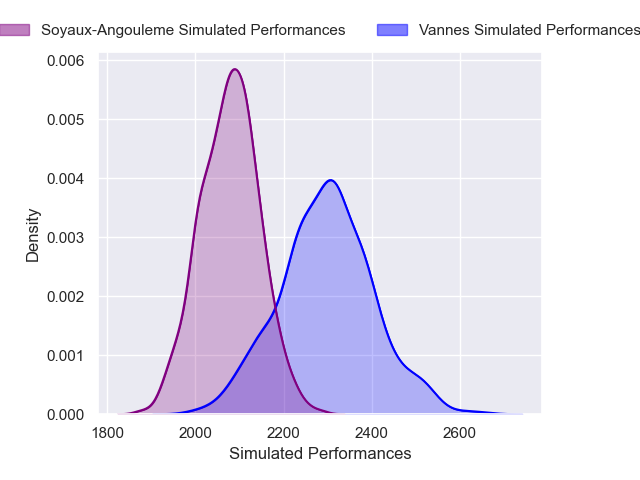 Soyaux-Angouleme Simulated Performances Vannes Simulated Performances
0.006
0.005
0.004
0.003
0.002
0.001
0.000
Density
1800 2000 2200 2400 2600
Simulated Performances